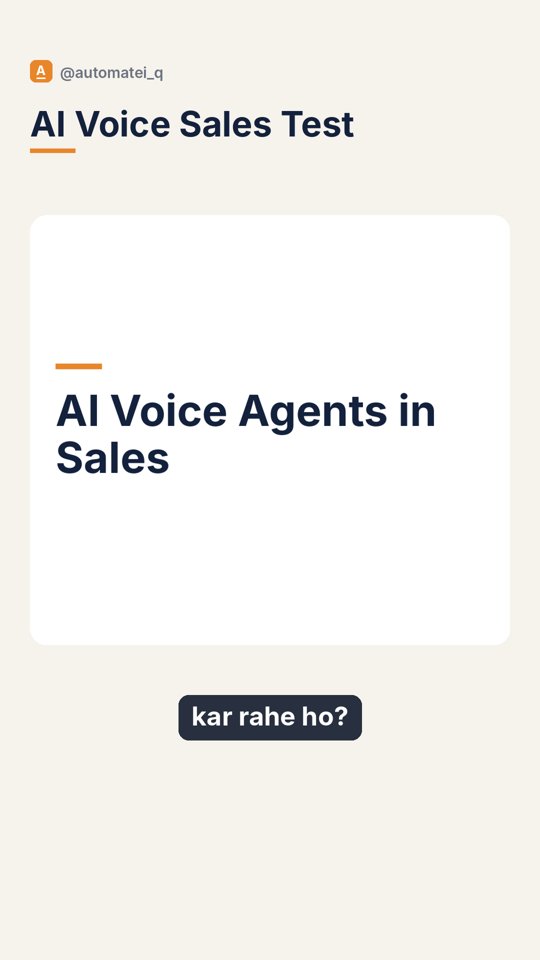 A
@automatei_q
AI Voice Sales Test
AI Voice Agents in
Sales
kar rahe ho?